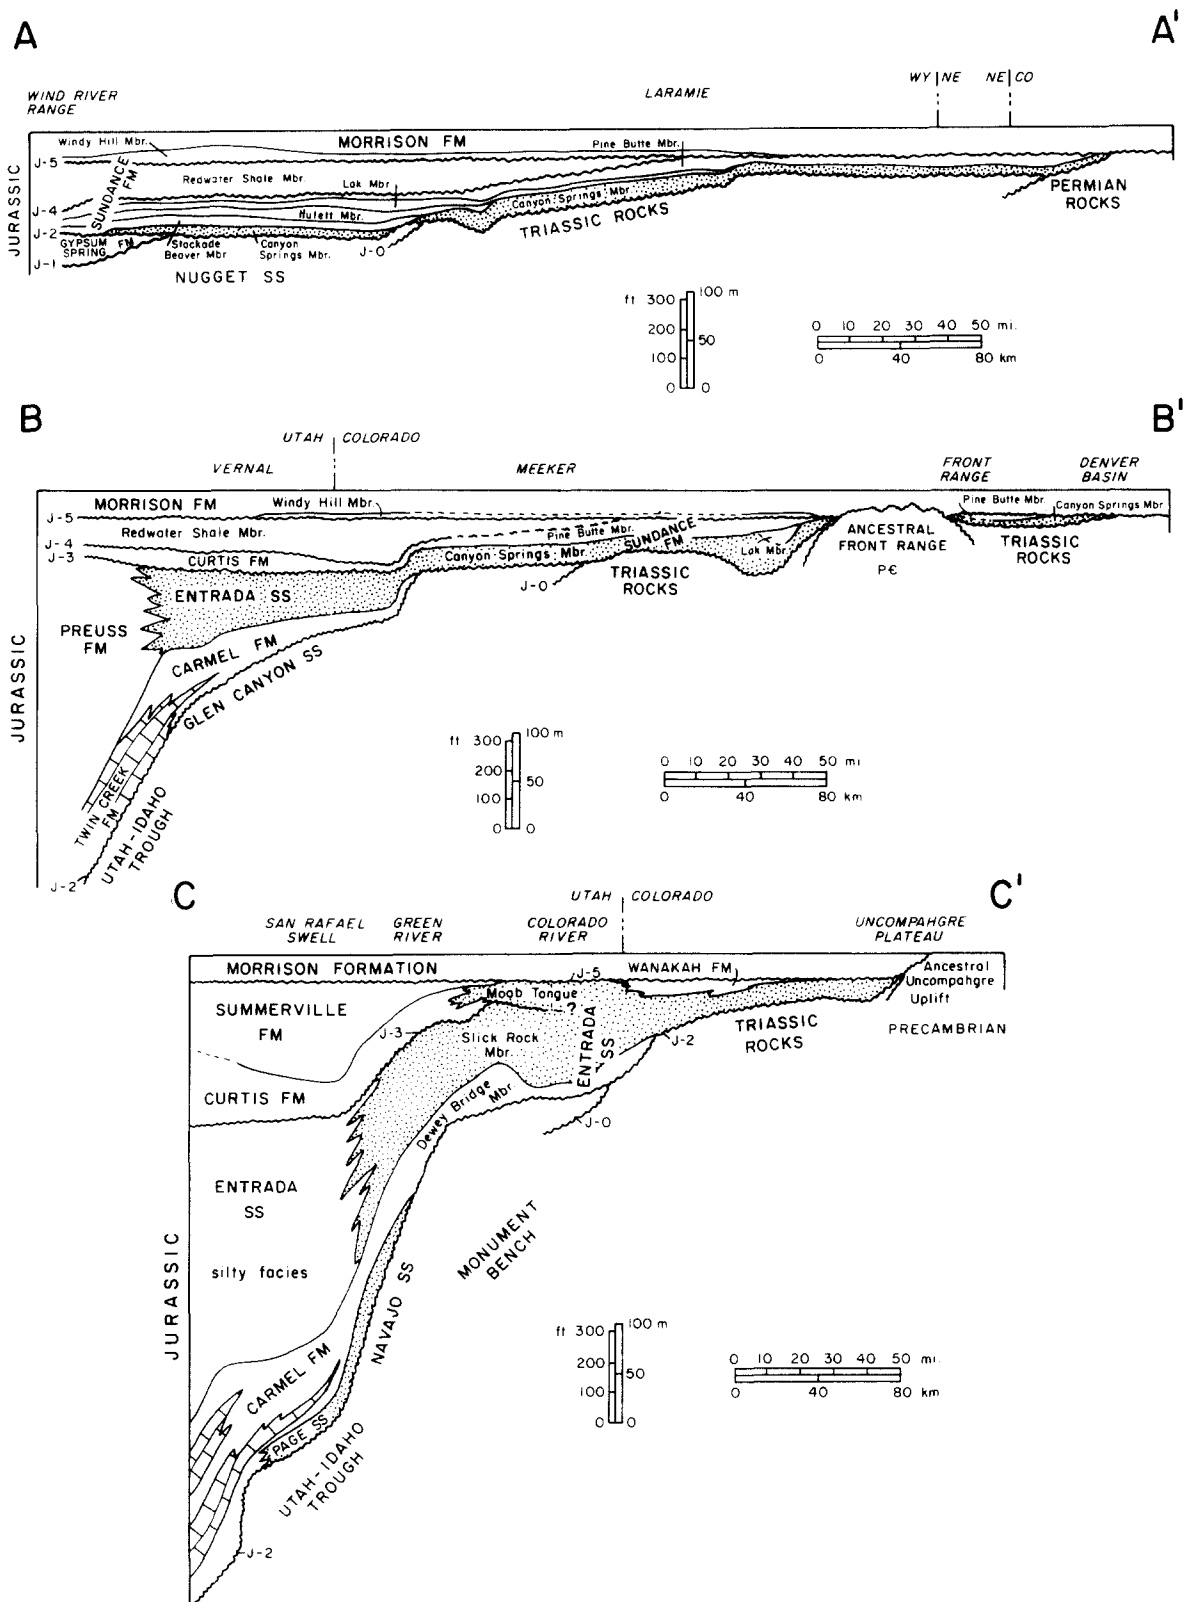 A
A'
WIND RIVER
RANGE
LARAMIE
WY NE
NE CO
JURASSIC
Windy Hill Mbr.
MORRISON FM
Pine Butte Mbr.
J-5
SUNDANCE
FM
Redwater Shale Mbr.
Lak Mbr
J-4
Hulett Mbr.
Canyon Springs Mbr
J-2
GYPSUM FM
SPRING
Stockade
Beaver Mbr
Canyon
Springs Mbr.
J-0
TRIASSIC ROCKS
PERMIAN
ROCKS
J-1
NUGGET SS
ft 300
200
100
0
100 m
50
0
0 10 20 30 40 50 mi.
0 40 80 km
B
B'
UTAH COLORADO
VERNAL
MEEKER
FRONT
RANGE
DENVER
BASIN
JURASSIC
MORRISON FM
Windy Hill Mbr.
Pine Butte Mbr.
Canyon Springs Mbr
J-5
Redwater Shale Mbr.
Pine Butte Mbr.
SUNDANCE
FM
ANCESTRAL
FRONT RANGE
J-4
J-3
CURTIS FM
Canyon Springs Mbr.
Lak Mbr
TRIASSIC
ROCKS
P€
J-0
TRIASSIC
ROCKS
ENTRADA SS
PREUSS
FM
CARMEL FM
GLEN CANYON SS
TWIN CREEK
FM
UTAH-IDAHO
TROUGH
J-2
ft 300
200
100
0
100 m
50
0
0 10 20 30 40 50 mi
0 40 80 km
C
C'
UTAH COLORADO
SAN RAFAEL
SWELL
GREEN
RIVER
COLORADO
RIVER
UNCOMPAHGRE
PLATEAU
JURASSIC
MORRISON FORMATION
J-5
WANAKAH FM
Ancestral
Uncompahgre
Uplift
SUMMERVILLE
FM
Moab Tongue
?
J-3
Slick Rock
Mbr.
ENTRADA
SS
J-2
TRIASSIC
ROCKS
PRECAMBRIAN
CURTIS FM
Dewey Bridge
Mbr.
J-0
ENTRADA
SS
silty facies
MONUMENT
BENCH
NAVAJO SS
CARMEL FM
PAGE SS
UTAH-IDAHO
TROUGH
J-2
ft 300
200
100
0
100 m
50
0
0 10 20 30 40 50 mi.
0 40 80 km